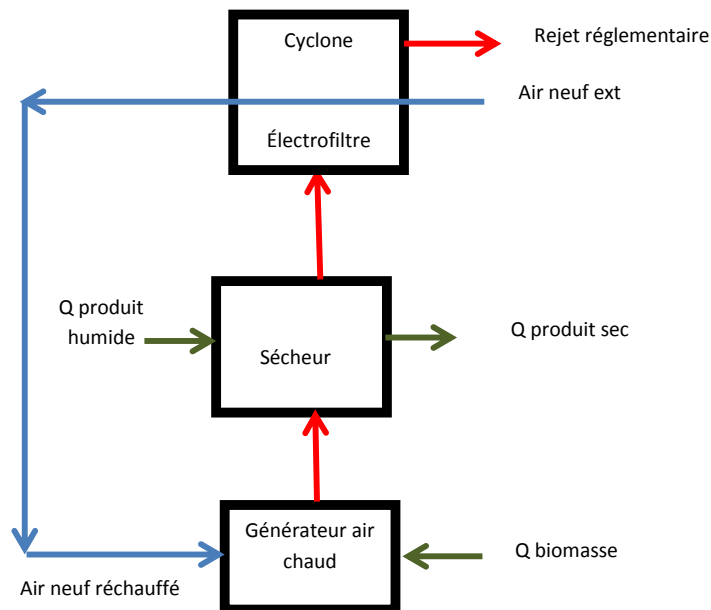 Cyclone
Rejet réglementaire
Air neuf ext
Électrofiltre
Q produit
humide
Q produit sec
Sécheur
Générateur air
chaud
Q biomasse
Air neuf réchauffé